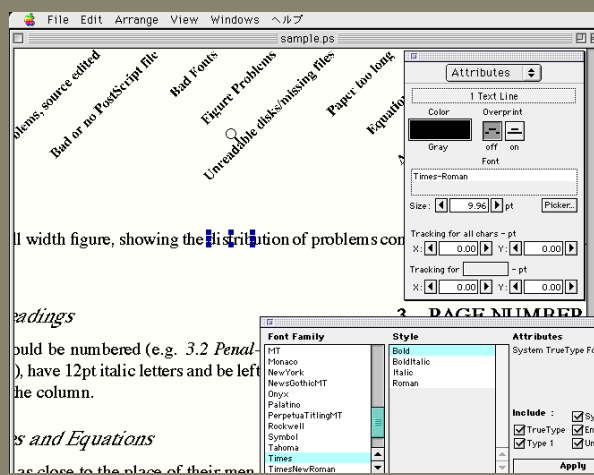 File Edit Arrange View Windows ヘルプ
sample.ps
blems, source edited
Bad or no PostScript file
Bad Fonts
Figure Problems
Unreadable disks/missing files
Paper too long
Equation
ll width figure, showing the distribution of problems con
eadings
ould be numbered (e.g. 3.2 Penal-
), have 12pt italic letters and be left
the column.
es and Equations
as close to the place of their men
3 PAGE NUMBER
Attributes
1 Text Line
Color Overprint
Gray off on
Font
Times-Roman
Size: 9.96 pt Picker...
Tracking for all chars - pt
X: 0.00 Y: 0.00
Tracking for - pt
X: 0.00 Y: 0.00
Font Family
MT
Monaco
NewYork
NewsGothicMT
Onyx
Palatino
PerpetuaTitlingMT
Rockwell
Symbol
Tahoma
Times
TimesNewRoman
Style
Bold
BoldItalic
Italic
Roman
Attributes
System TrueType Fo
Include :
Sy
TrueType En
Type 1 Un
Apply